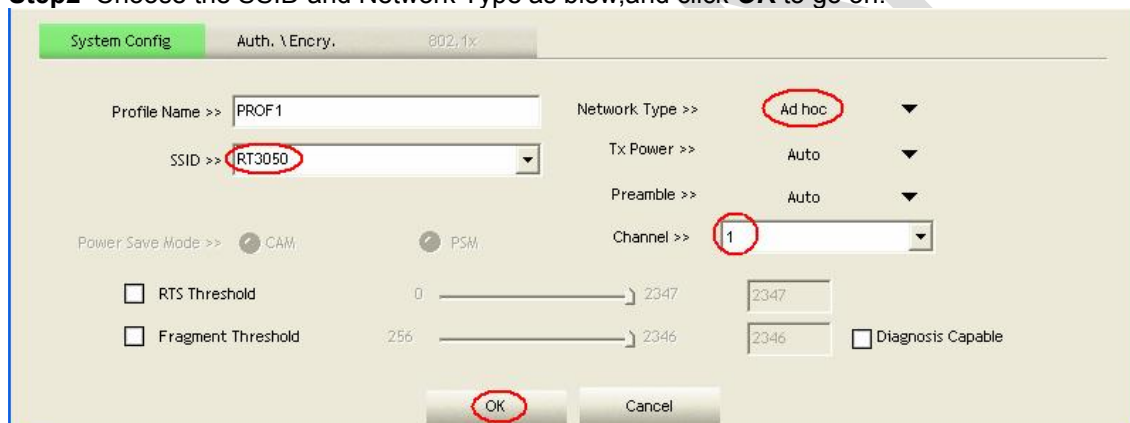 Step2 Choose the SSID and Network Type as blow,and click OK to go on.
System Config Auth. \ Encry. 802.1x
Profile Name >> PROF1 Network Type >> Ad hoc
SSID >> RT3050 Tx Power >> Auto
Preamble >> Auto
Power Save Mode >> CAM PSM Channel >> 1
RTS Threshold 0 2347 2347
Fragment Threshold 256 2346 2346 Diagnosis Capable
OK Cancel